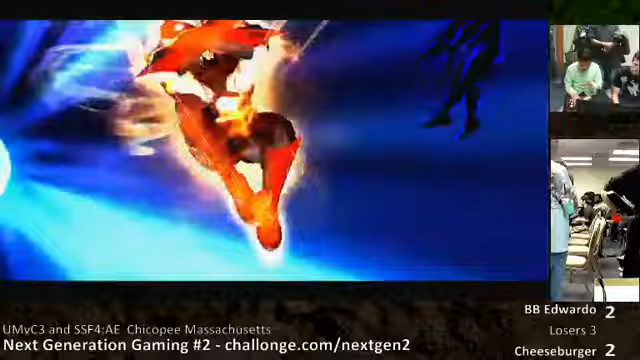 BB Edwardo 2
Losers 3
Cheeseburger 2
UMvC3 and SSF4:AE Chicopee Massachusetts
Next Generation Gaming #2 - challonge.com/nextgen2